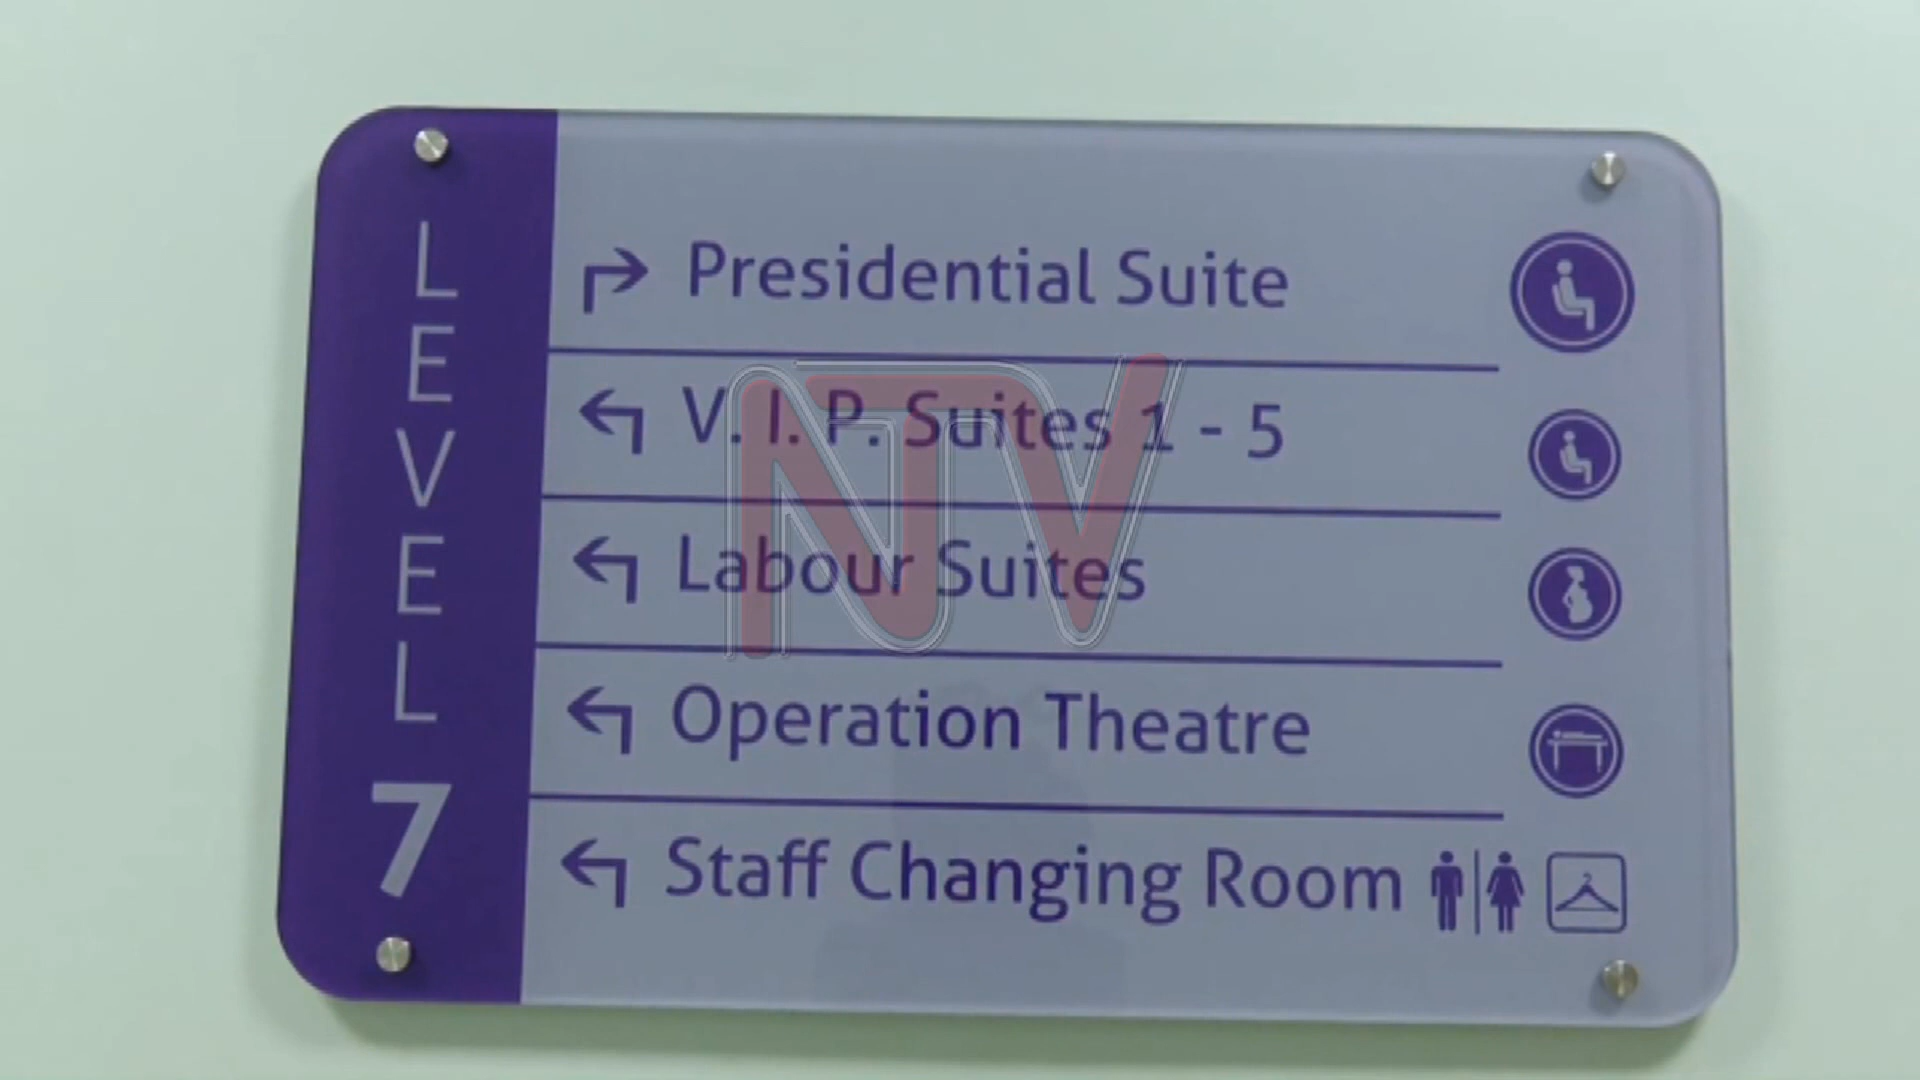 LEVEL 7
Presidential Suite
V. I. P. Suites 1 - 5
Labour Suites
Operation Theatre
Staff Changing Room
NTV